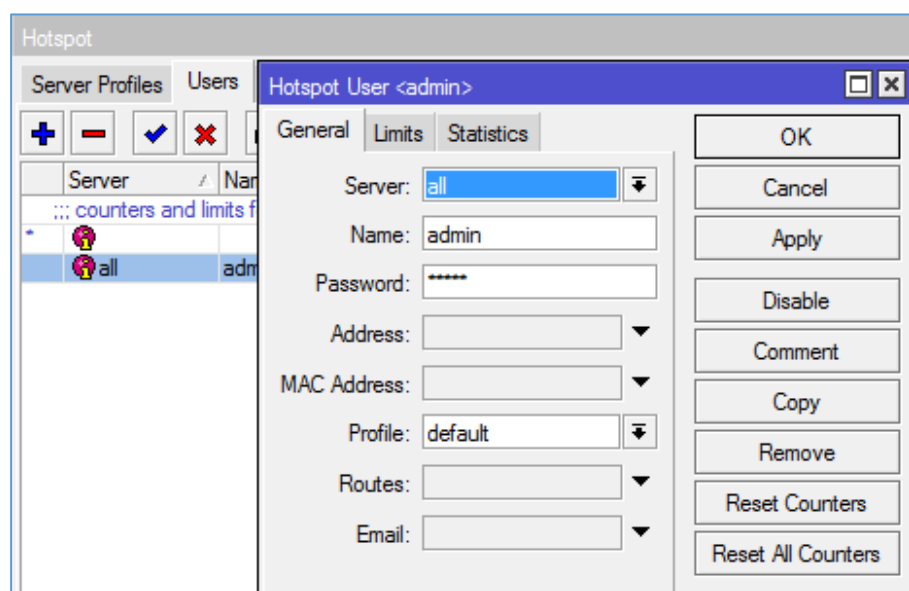 Hotspot
Server Profiles Users
Hotspot User <admin>
Server Nar
;;; counters and limits f
*
all adm
General Limits Statistics
Server: all
Name: admin
Password: *****
Address:
MAC Address:
Profile: default
Routes:
Email:
OK
Cancel
Apply
Disable
Comment
Copy
Remove
Reset Counters
Reset All Counters